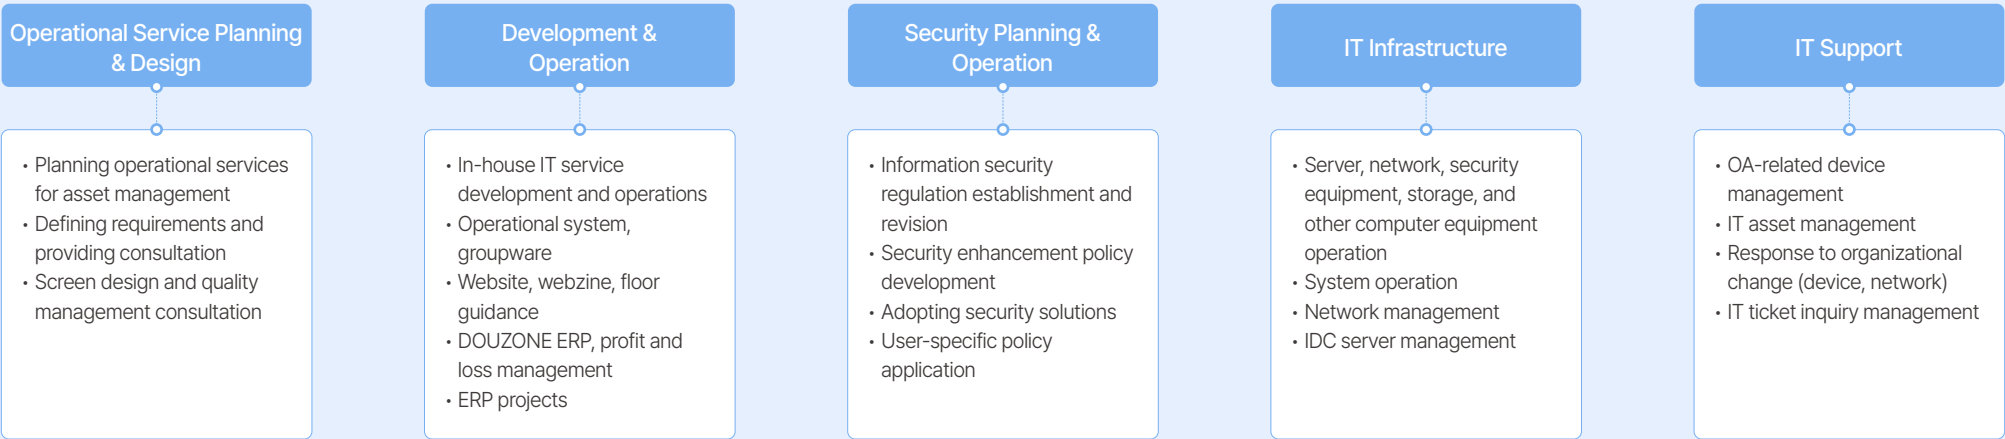 Operational Service Planning
& Design
• Planning operational services
for asset management
• Defining requirements and
providing consultation
• Screen design and quality
management consultation
Development &
Operation
• In-house IT service
development and operations
• Operational system,
groupware
• Website, webzine, floor
guidance
• DOUZONE ERP, profit and
loss management
• ERP projects
Security Planning &
Operation
• Information security
regulation establishment and
revision
• Security enhancement policy
development
• Adopting security solutions
• User-specific policy
application
IT Infrastructure
• Server, network, security
equipment, storage, and
other computer equipment
operation
• System operation
• Network management
• IDC server management
IT Support
• OA-related device
management
• IT asset management
• Response to organizational
change (device, network)
• IT ticket inquiry management